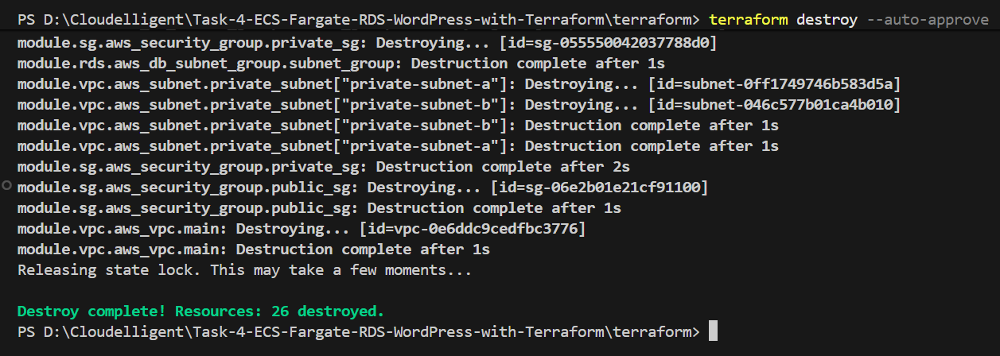 PS D:\Cloudelligent\Task-4-ECS-Fargate-RDS-WordPress-with-Terraform\terraform> terraform destroy --auto-approve
module.sg.aws_security_group.private_sg: Destroying... [id=sg-055550042037788d0]
module.rds.aws_db_subnet_group.subnet_group: Destruction complete after 1s
module.vpc.aws_subnet.private_subnet["private-subnet-a"]: Destroying... [id=subnet-0ff1749746b583d5a]
module.vpc.aws_subnet.private_subnet["private-subnet-b"]: Destroying... [id=subnet-046c577b01ca4b010]
module.vpc.aws_subnet.private_subnet["private-subnet-b"]: Destruction complete after 1s
module.vpc.aws_subnet.private_subnet["private-subnet-a"]: Destruction complete after 1s
module.sg.aws_security_group.private_sg: Destruction complete after 2s
module.sg.aws_security_group.public_sg: Destroying... [id=sg-06e2b01e21cf91100]
module.sg.aws_security_group.public_sg: Destruction complete after 1s
module.vpc.aws_vpc.main: Destroying... [id=vpc-0e6ddc9cedfbc3776]
module.vpc.aws_vpc.main: Destruction complete after 1s
Releasing state lock. This may take a few moments...
Destroy complete! Resources: 26 destroyed.
PS D:\Cloudelligent\Task-4-ECS-Fargate-RDS-WordPress-with-Terraform\terraform>